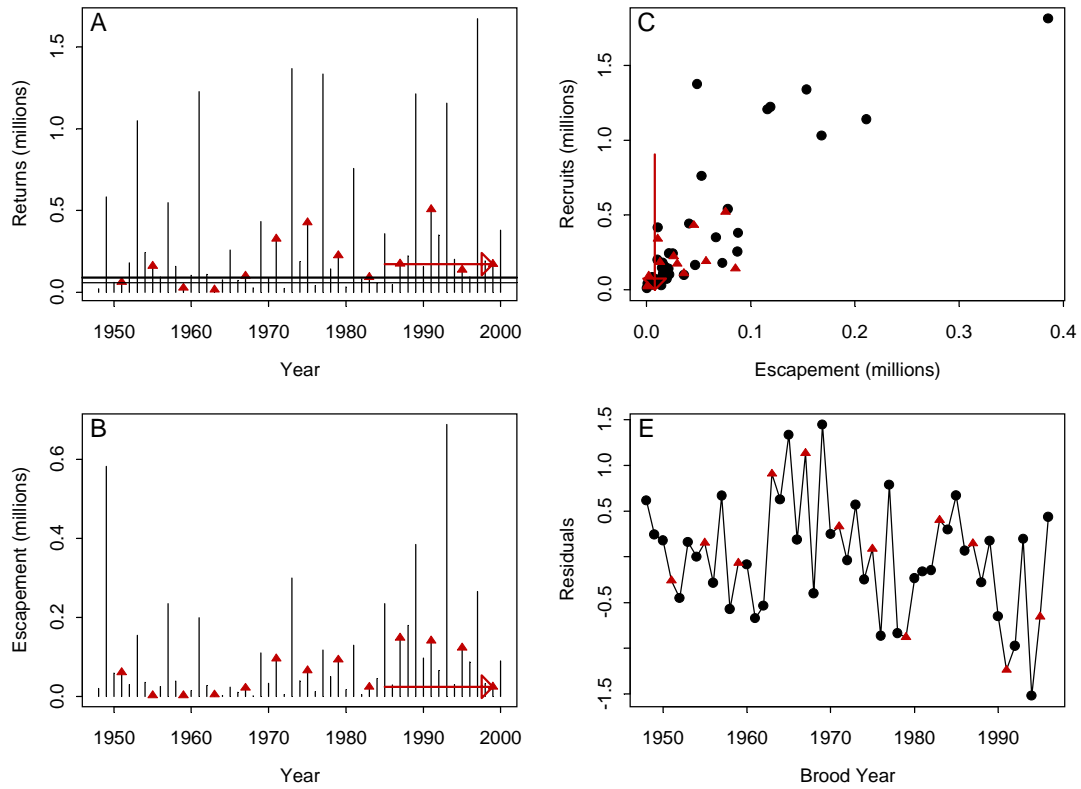 A
Returns (millions)
0.0 0.5 1.0 1.5
1950 1960 1970 1980 1990 2000
Year
C
Recruits (millions)
0.0 0.5 1.0 1.5
0.0 0.1 0.2 0.3 0.4
Escapement (millions)
B
Escapement (millions)
0.0 0.2 0.4 0.6
1950 1960 1970 1980 1990 2000
Year
E
Residuals
-1.5 -0.5 0.5 1.0 1.5
1950 1960 1970 1980 1990
Brood Year